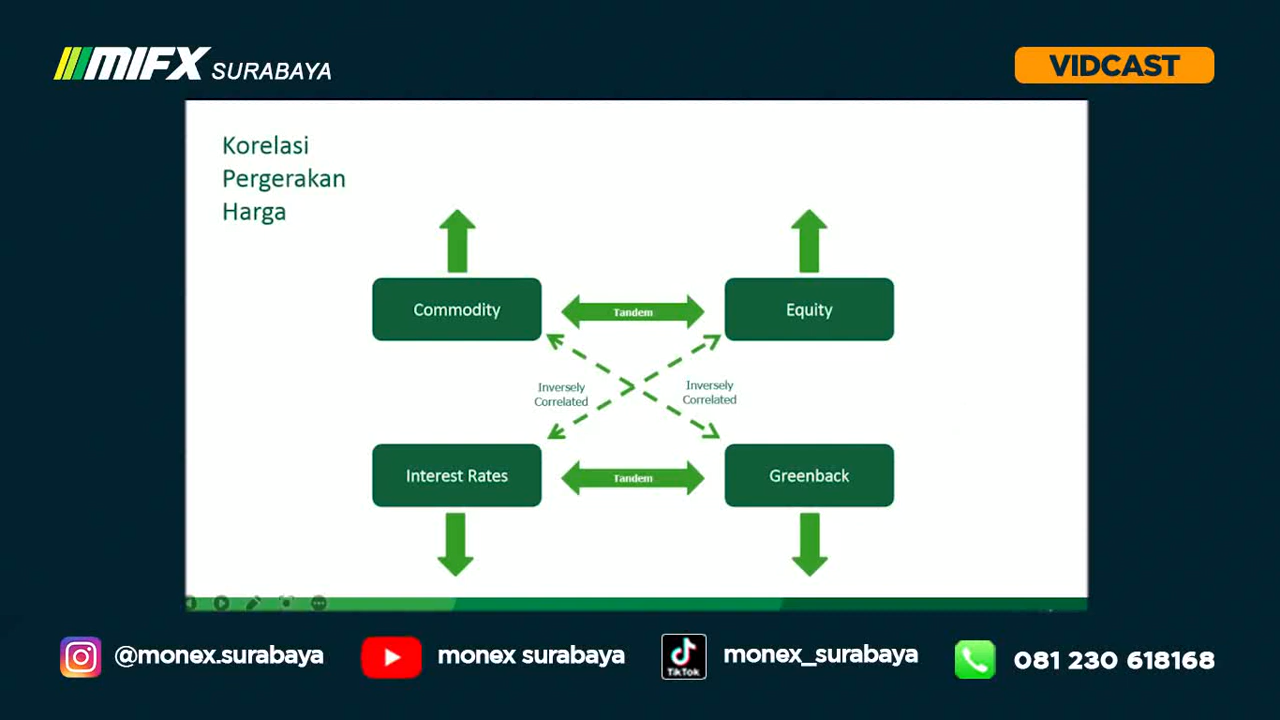 MIFX SURABAYA
VIDCAST
Korelasi
Pergerakan
Harga
Commodity
Tandem
Equity
Inversely
Correlated
Inversely
Correlated
Interest Rates
Tandem
Greenback
@monex.surabaya
monex surabaya
TikTok
monex_surabaya
081 230 618168